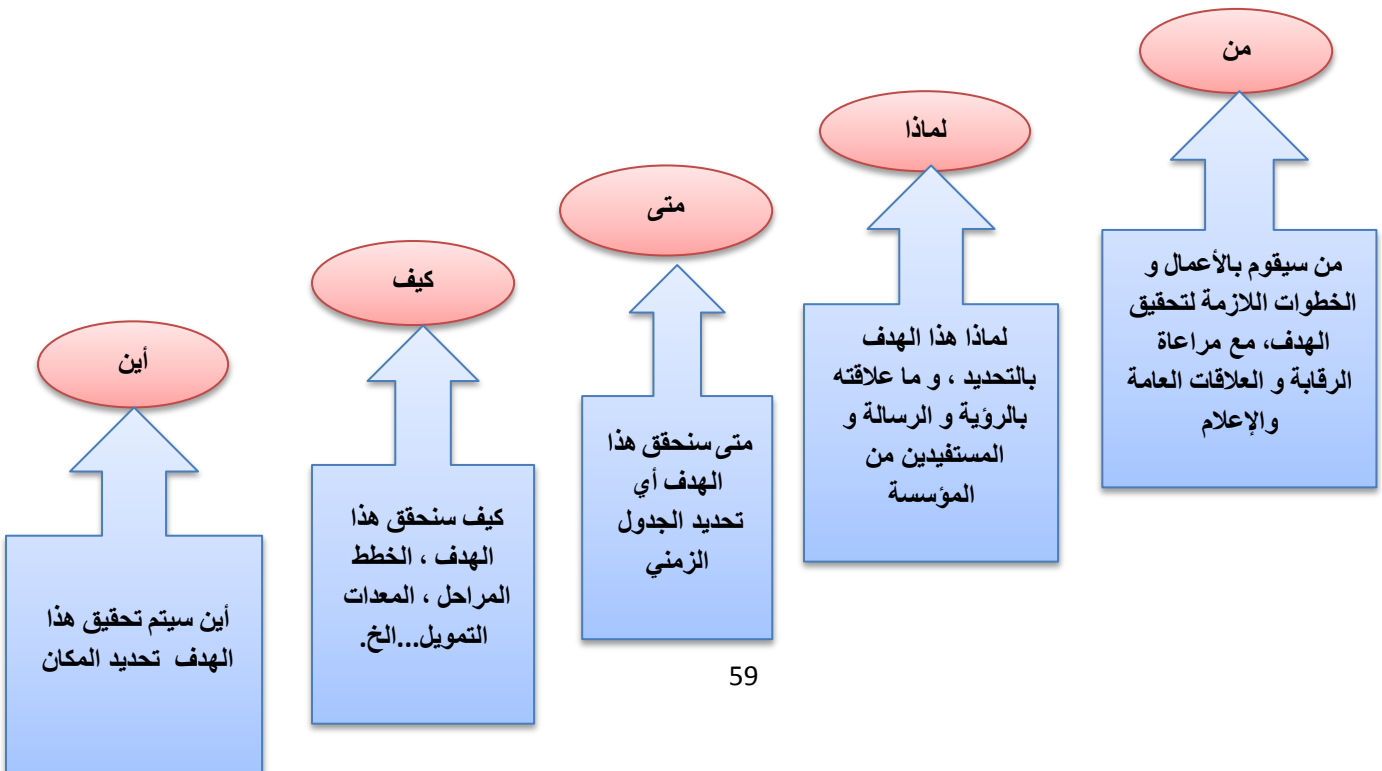 من
من سيقوم بالأعمال و
الخطوات اللازمة لتحقيق
الهدف، مع مراعاة
الرقابة و العلاقات العامة
والإعلام
لماذا
لماذا هذا الهدف
بالتحديد ، و ما علاقته
بالرؤية و الرسالة و
المستفيدين من
المؤسسة
متى
متى سنحقق هذا
الهدف أي
تحديد الجدول
الزمني
كيف
كيف سنحقق هذا
الهدف ، الخطط
المراحل ، المعدات
التمويل...الخ.
أين
أين سيتم تحقيق هذا
الهدف تحديد المكان
59